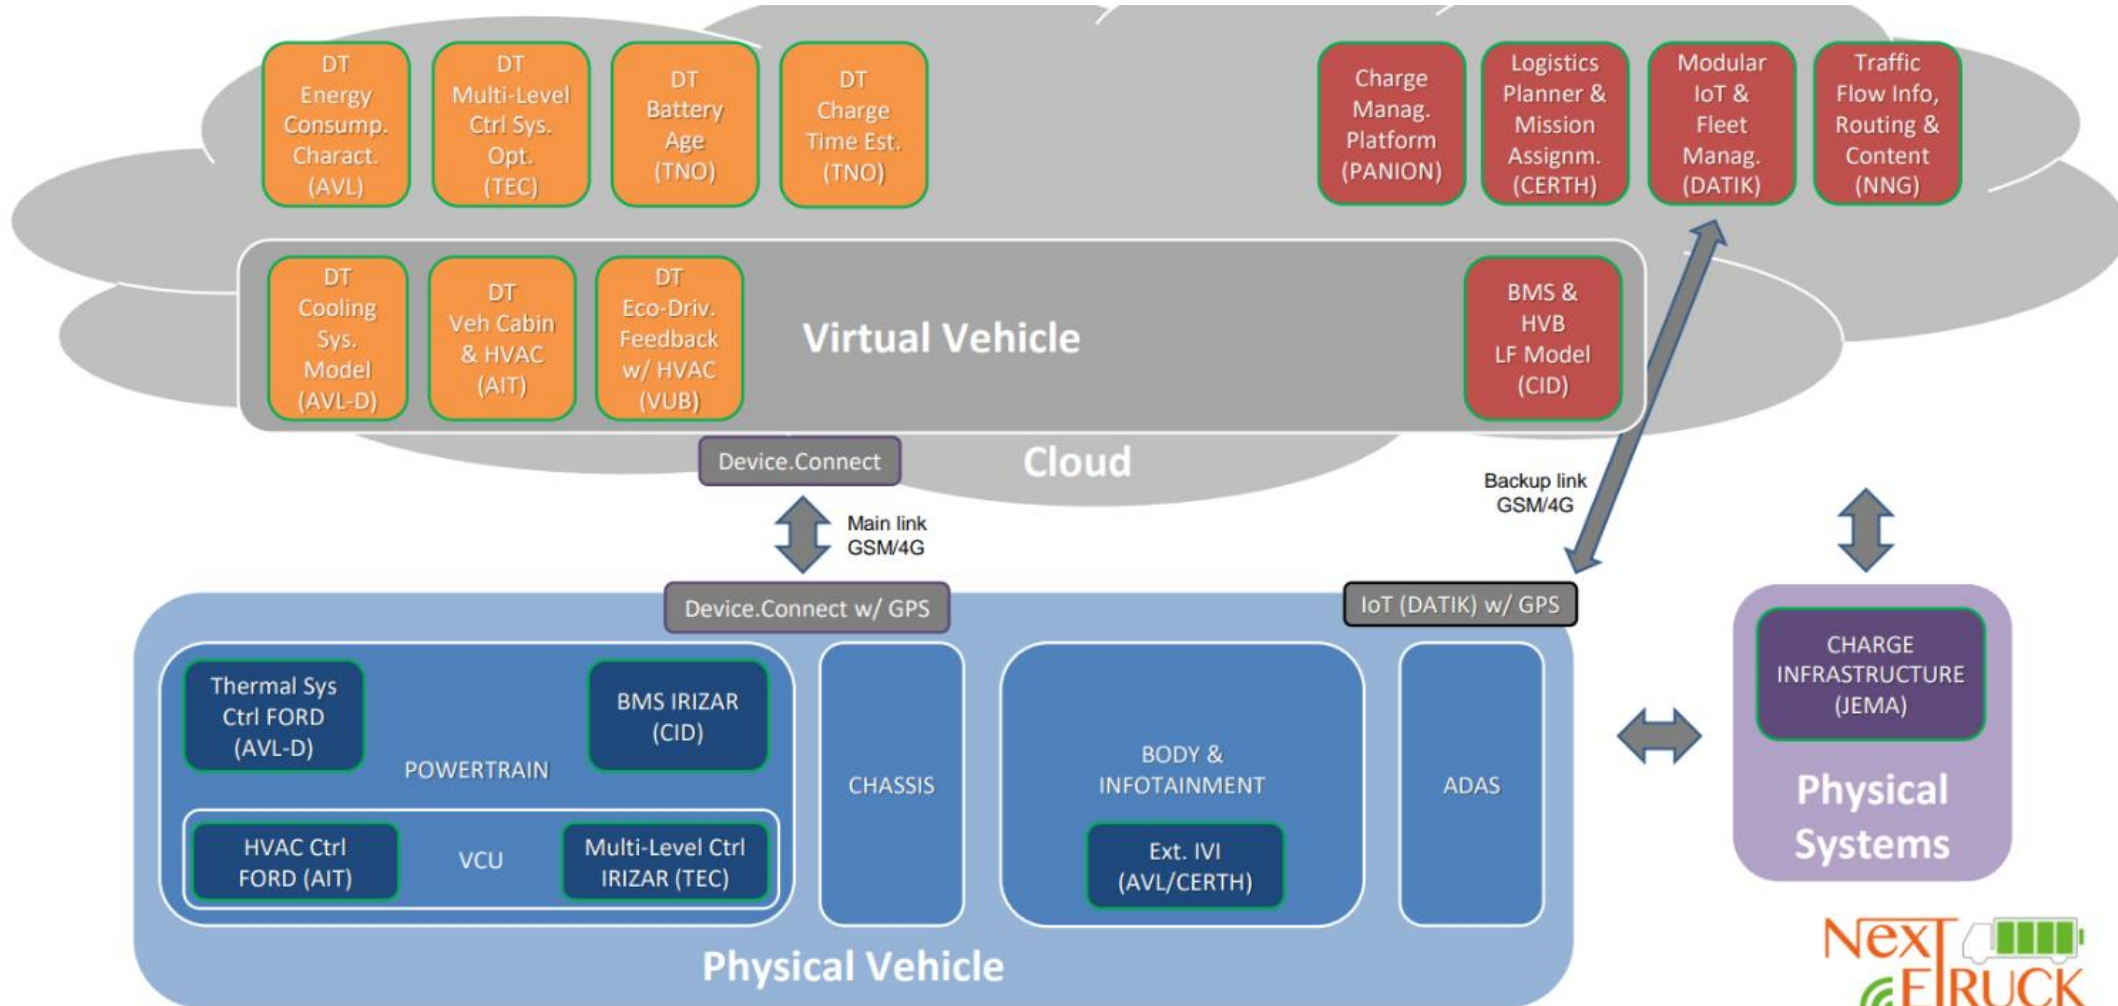 DT
Energy
Consump.
Charact.
(AVL)
DT
Multi-Level
Ctrl Sys.
Opt.
(TEC)
DT
Battery
Age
(TNO)
DT
Charge
Time Est.
(TNO)
Charge
Manag.
Platform
(PANION)
Logistics
Planner &
Mission
Assignm.
(CERTH)
Modular
IoT &
Fleet
Manag.
(DATIK)
Traffic
Flow Info,
Routing &
Content
(NNG)
DT
Cooling
Sys.
Model
(AVL-D)
DT
Veh Cabin
& HVAC
(AIT)
DT
Eco-Driv.
Feedback
w/ HVAC
(VUB)
Virtual Vehicle
BMS &
HVB
LF Model
(CID)
Device.Connect
Cloud
Main link
GSM/4G
Backup link
GSM/4G
Device.Connect w/ GPS
IoT (DATIK) w/ GPS
Thermal Sys
Ctrl FORD
(AVL-D)
BMS IRIZAR
(CID)
POWERTRAIN
HVAC Ctrl
FORD (AIT)
VCU
Multi-Level Ctrl
IRIZAR (TEC)
CHASSIS
BODY &
INFOTAINMENT
Ext. IVI
(AVL/CERTH)
ADAS
Physical Vehicle
CHARGE
INFRASTRUCTURE
(JEMA)
Physical
Systems
NEXT
ETRUCK